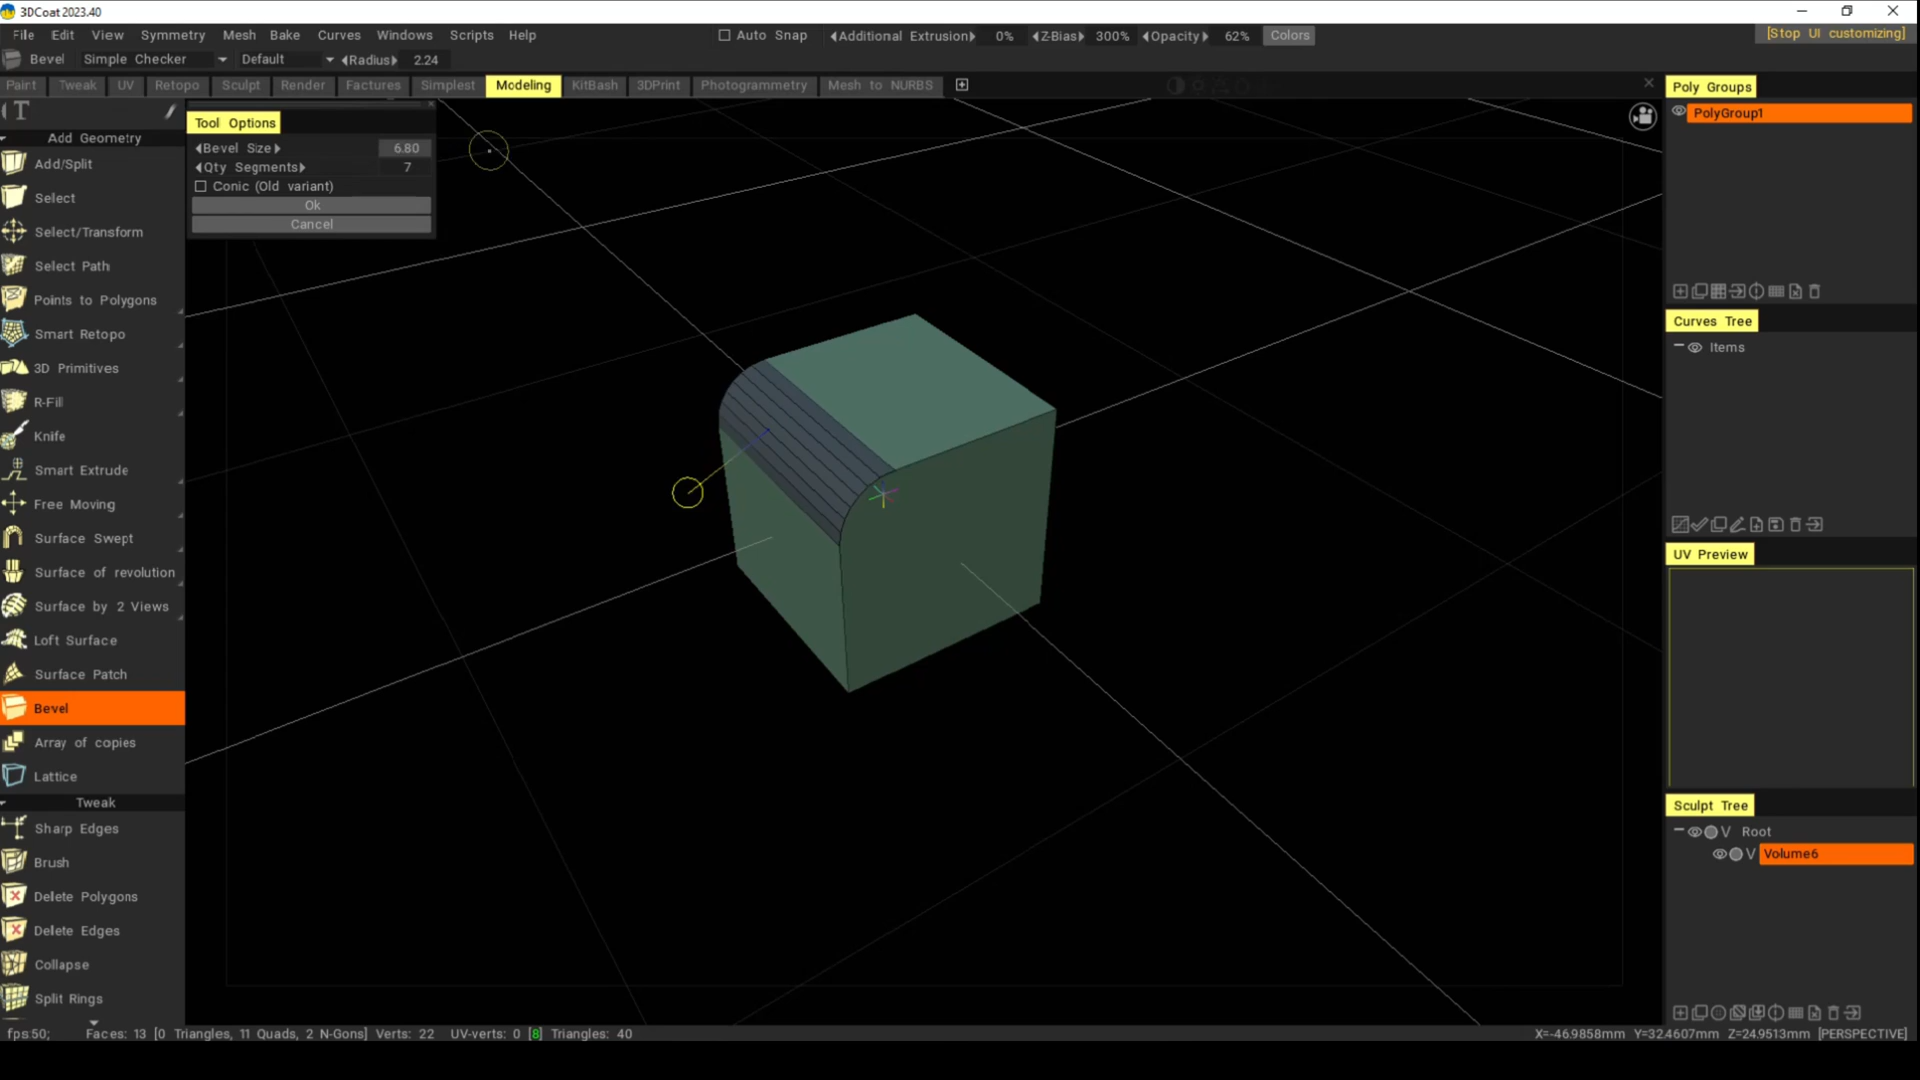 3DCoat 2023.40
File Edit View Symmetry Mesh Bake Curves Windows Scripts Help
Auto Snap Additional Extrusion 0% Z-Bias 300% Opacity 62% Colors
[Stop UI customizing]
Bevel Simple Checker Default Radius 2.24
Paint Tweak UV Retopo Sculpt Render Factures Simplest Modeling KitBash 3DPrint Photogrammetry Mesh to NURBS
T
Add Geometry
Add/Split
Select
Select/Transform
Select Path
Points to Polygons
Smart Retopo
3D Primitives
R-Fill
Knife
Smart Extrude
Free Moving
Surface Swept
Surface of revolution
Surface by 2 Views
Loft Surface
Surface Patch
Bevel
Array of copies
Lattice
Tweak
Sharp Edges
Brush
Delete Polygons
Delete Edges
Collapse
Split Rings
Tool Options
Bevel Size 6.80
Qty Segments 7
Conic (Old variant)
Ok
Cancel
Poly Groups
PolyGroup1
Curves Tree
Items
UV Preview
Sculpt Tree
V Root
V Volume6
fps:50; Faces: 13 [0 Triangles, 11 Quads, 2 N-Gons] Verts: 22 UV-verts: 0 [8] Triangles: 40
X=-46.9858mm Y=32.4607mm Z=24.9513mm [PERSPECTIVE]